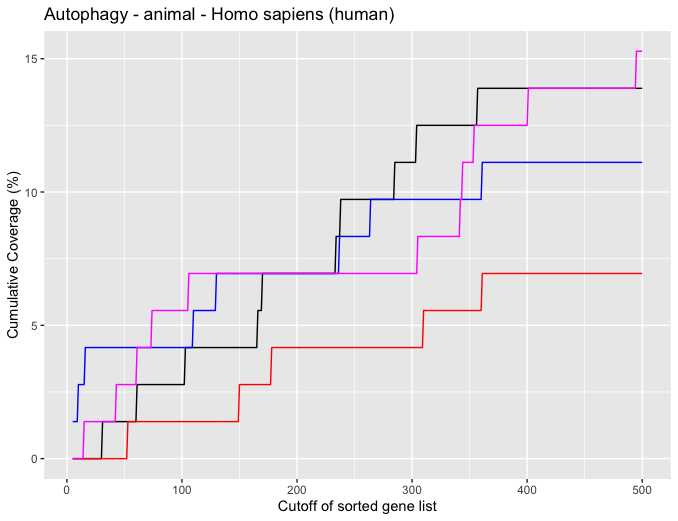 Autophagy - animal - Homo sapiens (human)
Cumulative Coverage (%)
15
10
5
0
0 100 200 300 400 500
Cutoff of sorted gene list